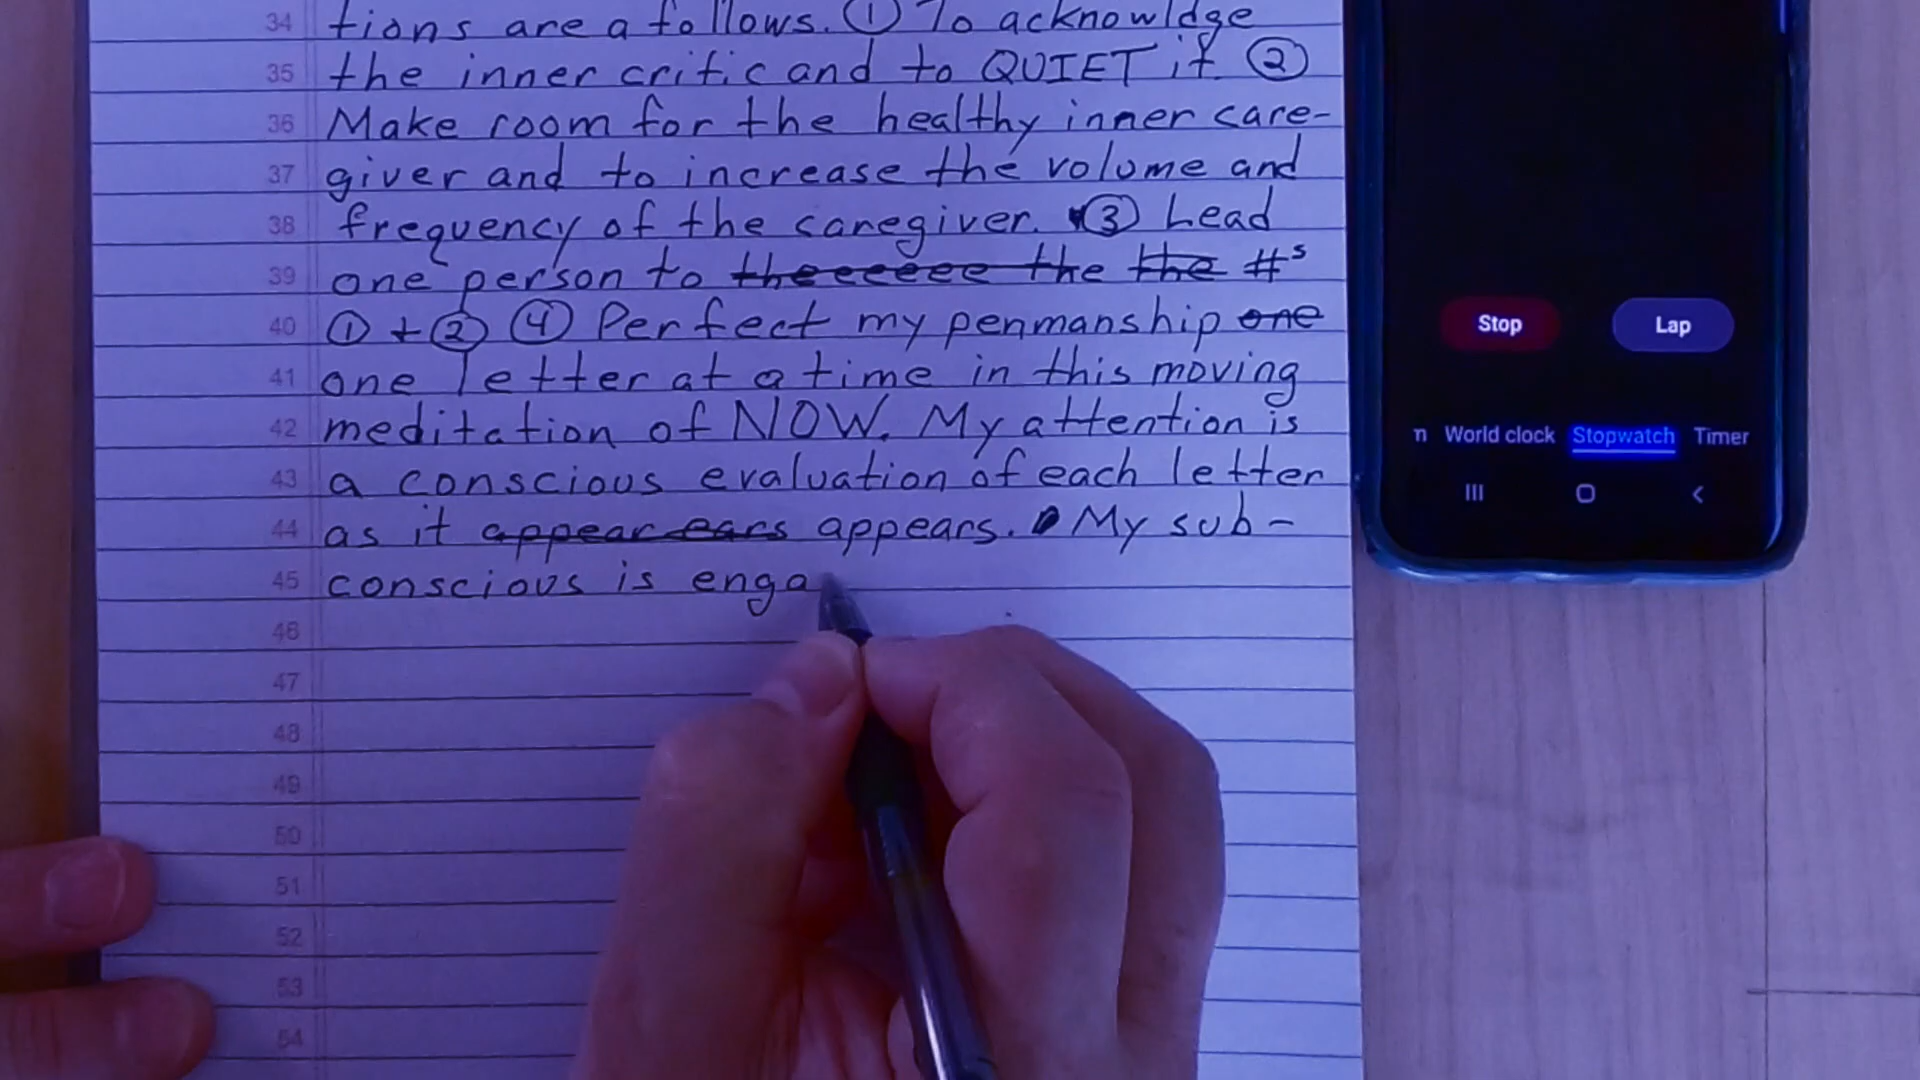 34 tions are a follows. ① To acknowldge
35 the inner critic and to QUIET it. ②
36 Make room for the healthy inner care-
37 giver and to increase the volume and
38 frequency of the caregiver. ③ Lead
39 one person to theeeeee the the #s
40 ① + ② ④ Perfect my penmanship one
41 one letter at a time in this moving
42 meditation of NOW. My attention is
43 a conscious evaluation of each letter
44 as it appear ears appears. My sub-
45 conscious is enga
46
47
48
49
50
51
52
53
54
Stop Lap
n World clock Stopwatch Timer